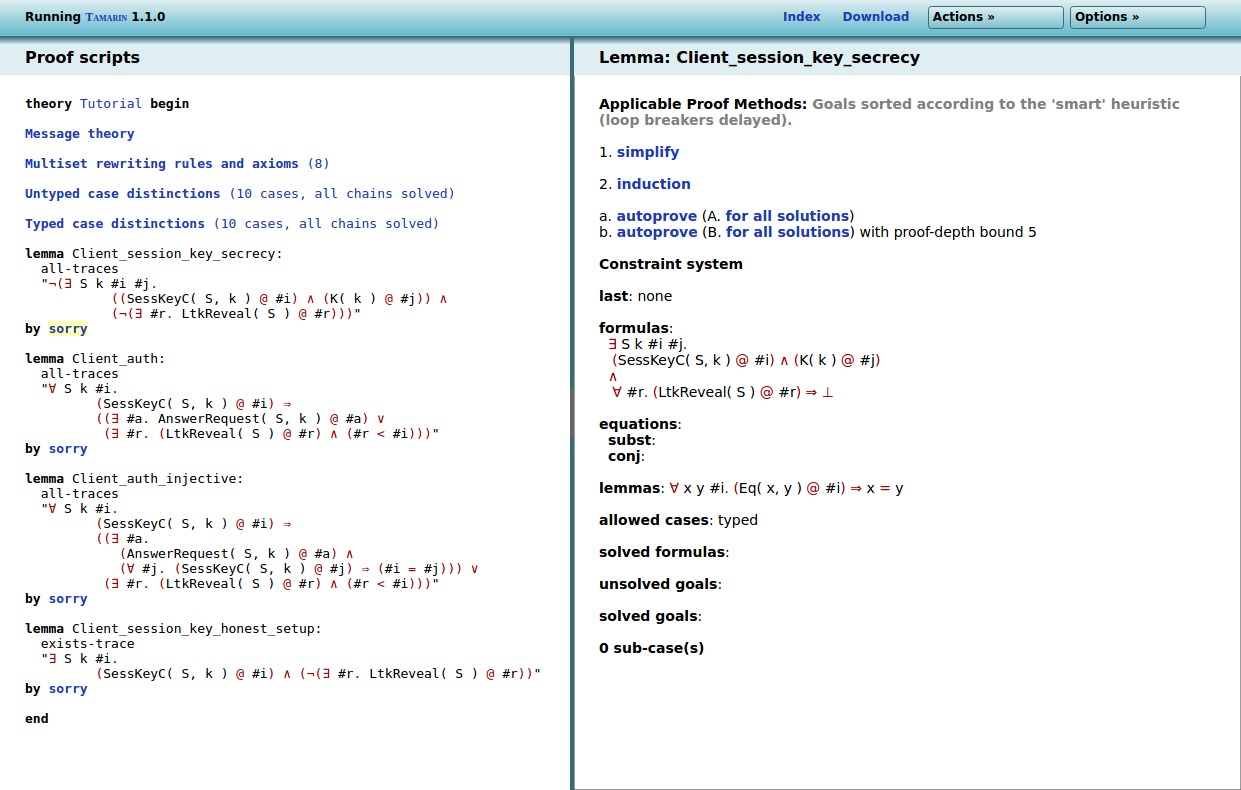 Running TAMARIN 1.1.0
Index Download Actions » Options »
Proof scripts
theory Tutorial begin
Message theory
Multiset rewriting rules and axioms (8)
Untyped case distinctions (10 cases, all chains solved)
Typed case distinctions (10 cases, all chains solved)
lemma Client_session_key_secrecy:
all-traces
"¬(∃ S k #i #j.
((SessKeyC( S, k ) @ #i) ∧ (K( k ) @ #j)) ∧
(¬(∃ #r. LtkReveal( S ) @ #r)))"
by sorry
lemma Client_auth:
all-traces
"∀ S k #i.
(SessKeyC( S, k ) @ #i) ⇒
((∃ #a. AnswerRequest( S, k ) @ #a) ∨
(∃ #r. (LtkReveal( S ) @ #r) ∧ (#r < #i)))"
by sorry
lemma Client_auth_injective:
all-traces
"∀ S k #i.
(SessKeyC( S, k ) @ #i) ⇒
((∃ #a.
(AnswerRequest( S, k ) @ #a) ∧
(∀ #j. (SessKeyC( S, k ) @ #j) ⇒ (#i = #j))) ∨
(∃ #r. (LtkReveal( S ) @ #r) ∧ (#r < #i)))"
by sorry
lemma Client_session_key_honest_setup:
exists-trace
"∃ S k #i.
(SessKeyC( S, k ) @ #i) ∧ (¬(∃ #r. LtkReveal( S ) @ #r))"
by sorry
end
Lemma: Client_session_key_secrecy
Applicable Proof Methods: Goals sorted according to the 'smart' heuristic
(loop breakers delayed).
1. simplify
2. induction
a. autoprove (A. for all solutions)
b. autoprove (B. for all solutions) with proof-depth bound 5
Constraint system
last: none
formulas:
∃ S k #i #j.
(SessKeyC( S, k ) @ #i) ∧ (K( k ) @ #j)
∧
∀ #r. (LtkReveal( S ) @ #r) ⇒ ⊥
equations:
subst:
conj:
lemmas: ∀ x y #i. (Eq( x, y ) @ #i) ⇒ x = y
allowed cases: typed
solved formulas:
unsolved goals:
solved goals:
0 sub-case(s)